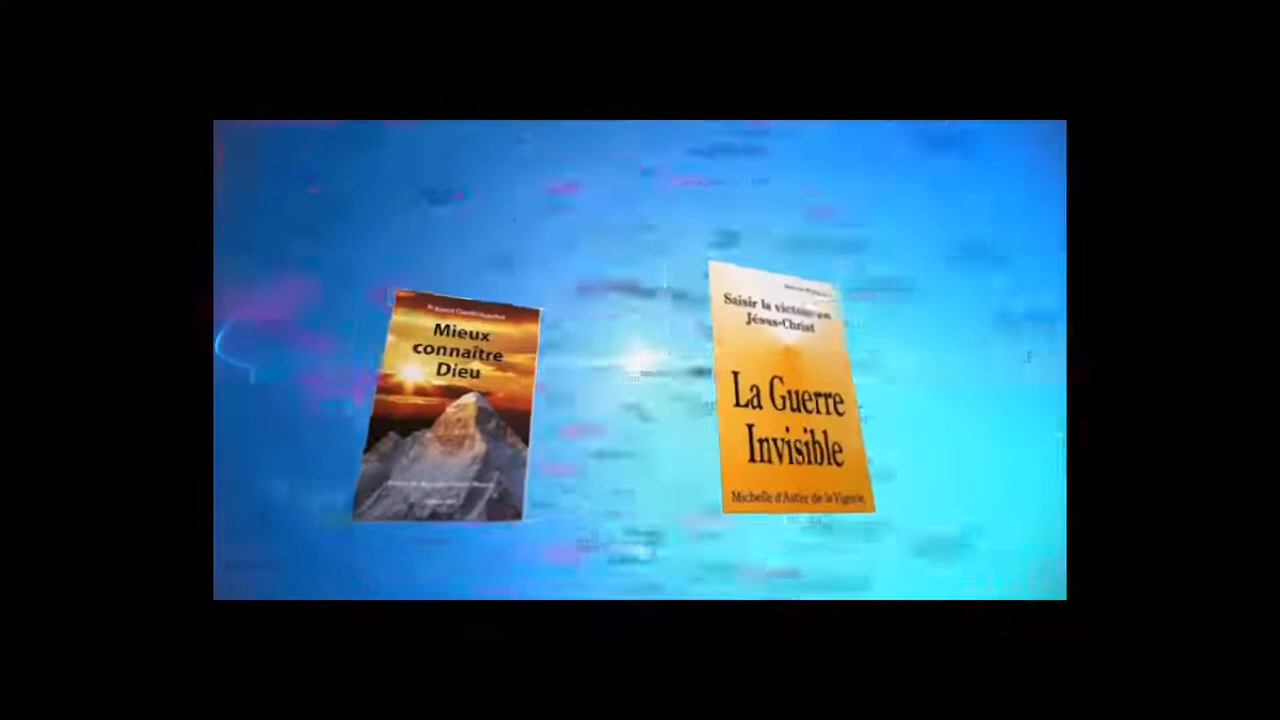 Mieux
connaître
Dieu
Saisir la victoire en
Jésus-Christ
La Guerre
Invisible
Michelle d'Astier de la Vigerie